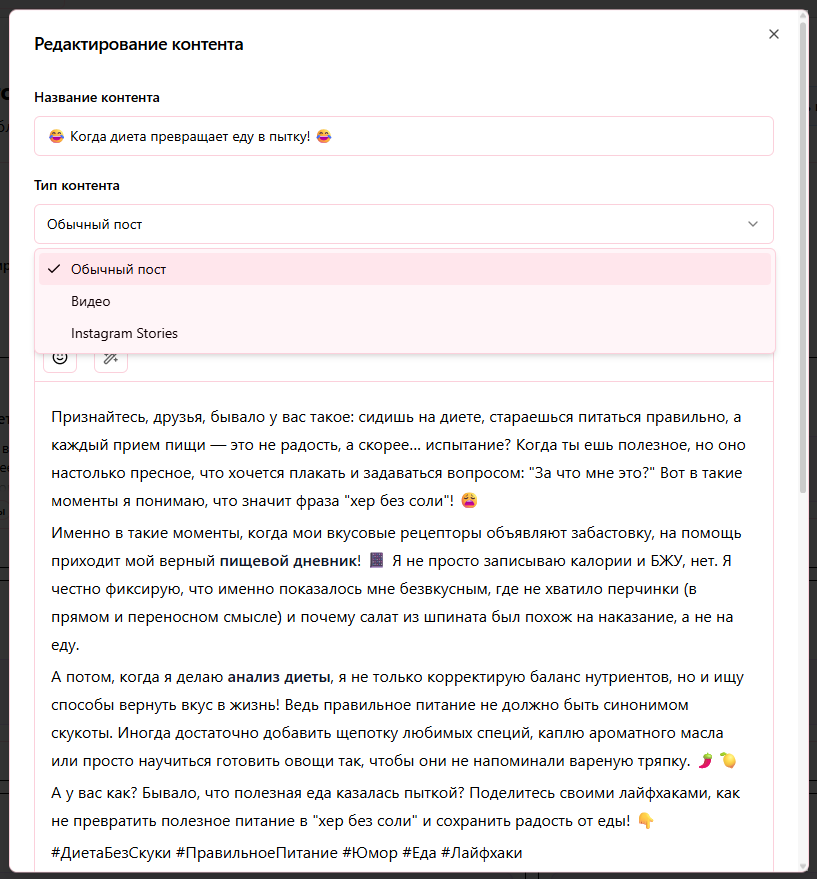 Редактирование контента
Название контента
😂 Когда диета превращает еду в пытку! 😂
Тип контента
Обычный пост
Обычный пост
Видео
Instagram Stories
Признайтесь, друзья, бывало у вас такое: сидишь на диете, стараешься питаться правильно, а
каждый прием пищи — это не радость, а скорее... испытание? Когда ты ешь полезное, но оно
настолько пресное, что хочется плакать и задаваться вопросом: "За что мне это?" Вот в такие
моменты я понимаю, что значит фраза "хер без соли"! 😩
Именно в такие моменты, когда мои вкусовые рецепторы объявляют забастовку, на помощь
приходит мой верный пищевой дневник! Я не просто записываю калории и БЖУ, нет. Я
честно фиксирую, что именно показалось мне безвкусным, где не хватило перчинки (в
прямом и переносном смысле) и почему салат из шпината был похож на наказание, а не на
еду.
А потом, когда я делаю анализ диеты, я не только корректирую баланс нутриентов, но и ищу
способы вернуть вкус в жизнь! Ведь правильное питание не должно быть синонимом
скукоты. Иногда достаточно добавить щепотку любимых специй, каплю ароматного масла
или просто научиться готовить овощи так, чтобы они не напоминали вареную тряпку. 🌶️ 🍋
А у вас как? Бывало, что полезная еда казалась пыткой? Поделитесь своими лайфхаками, как
не превратить полезное питание в "хер без соли" и сохранить радость от еды! 👇
#ДиетаБезСкуки #ПравильноеПитание #Юмор #Еда #Лайфхаки